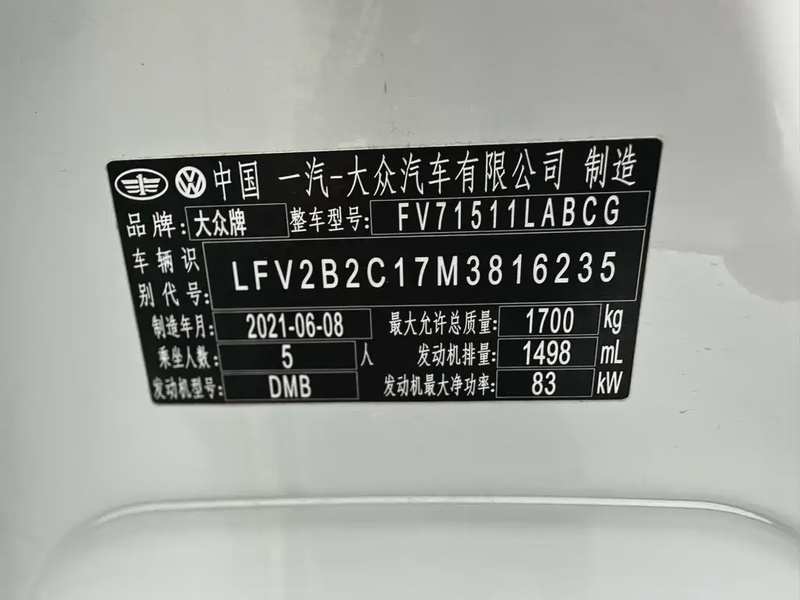 中国 一汽-大众汽车有限公司 制造
品牌: 大众牌 整车型号: FV71511LABCG
车辆识别代号: LFV2B2C17M3816235
制造年月: 2021-06-08 最大允许总质量: 1700 kg
乘坐人数: 5 人 发动机排量: 1498 mL
发动机型号: DMB 发动机最大净功率: 83 kW